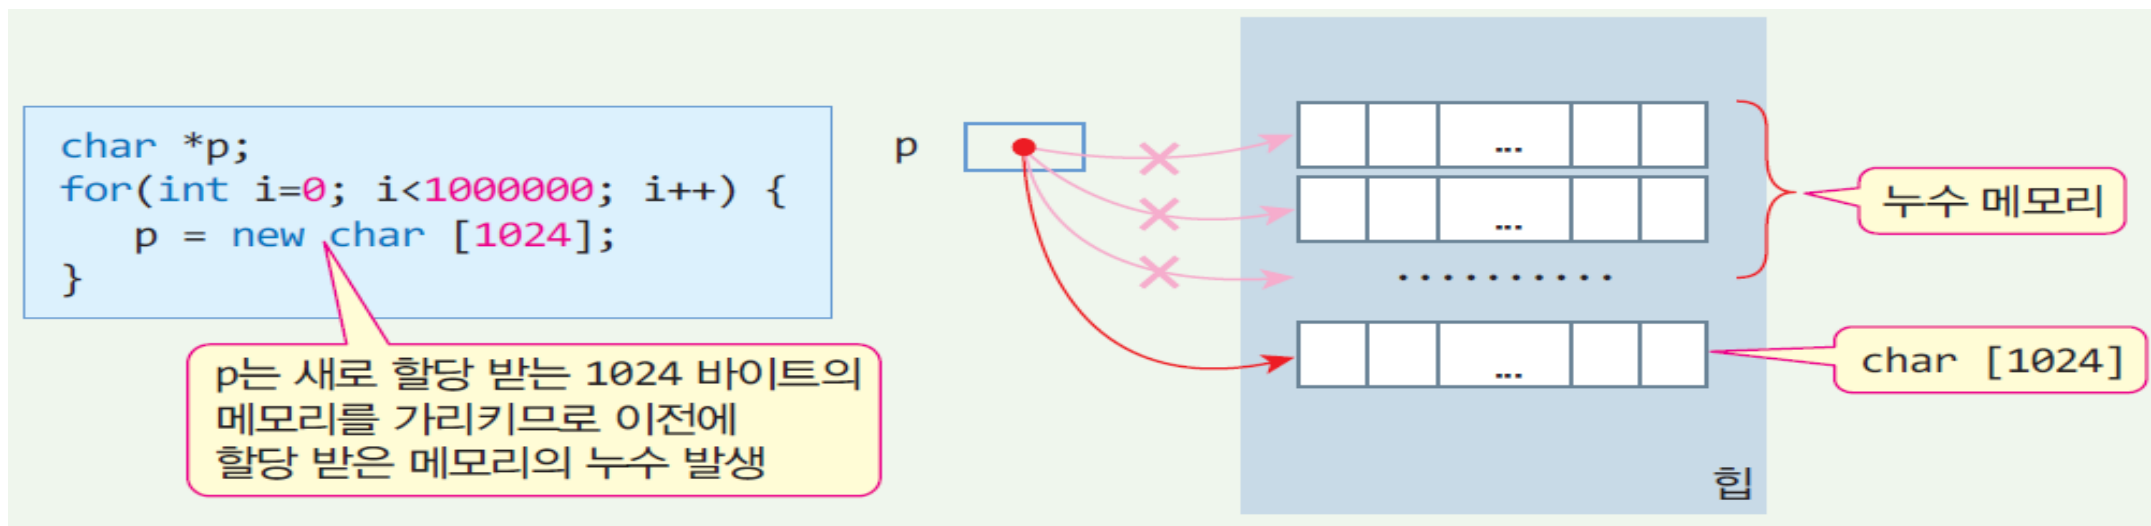 char *p;
for(int i=0; i<1000000; i++) {
p = new char [1024];
}
p는 새로 할당 받는 1024 바이트의
메모리를 가리키므로 이전에
할당 받은 메모리의 누수 발생
p
...
...
..........
...
누수 메모리
char [1024]
힙